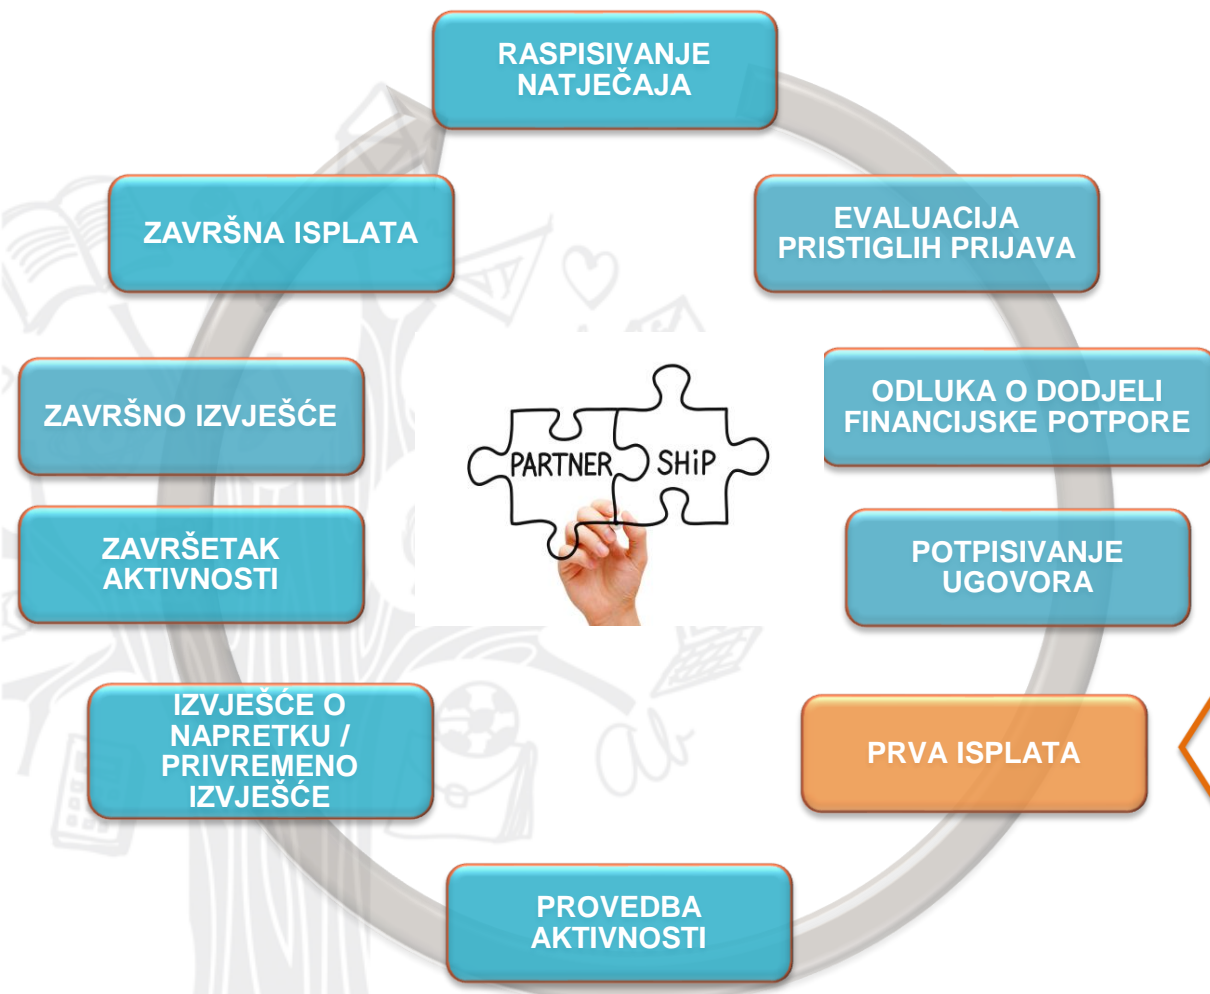 RASPISIVANJE
NATJEČAJA
EVALUACIJA
PRISTIGLIH PRIJAVA
ODLUKA O DODJELI
FINANCIJSKE POTPORE
POTPISIVANJE
UGOVORA
PRVA ISPLATA
PROVEDBA
AKTIVNOSTI
IZVJEŠĆE O
NAPRETKU /
PRIVREMENO
IZVJEŠĆE
ZAVRŠETAK
AKTIVNOSTI
ZAVRŠNO IZVJEŠĆE
ZAVRŠNA ISPLATA
PARTNER SHiP
ab